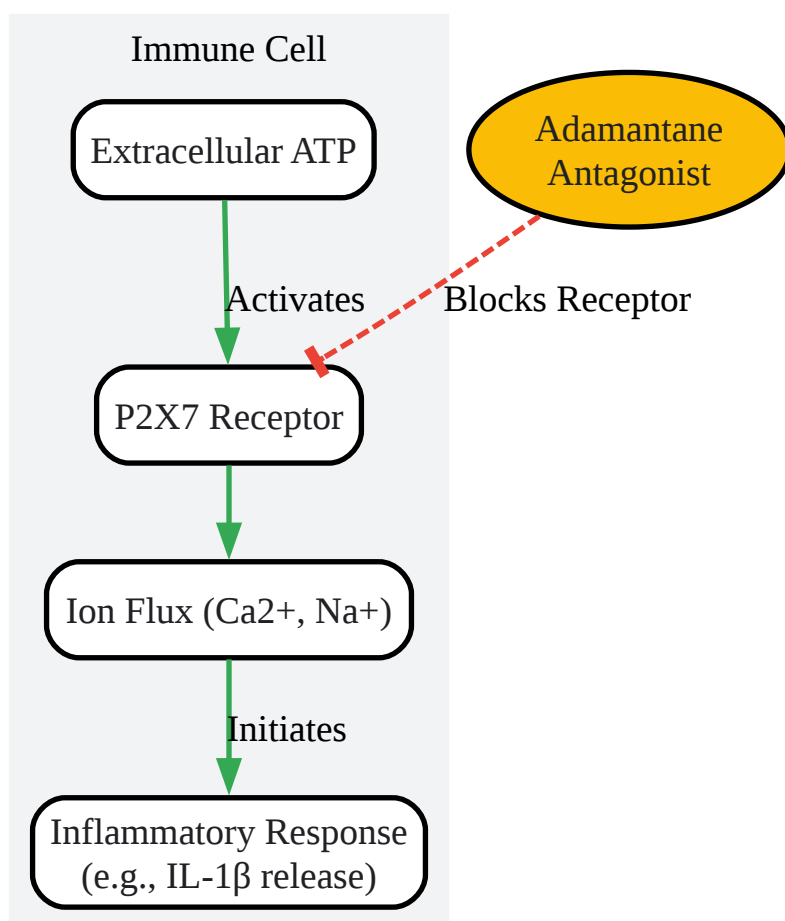 Immune Cell
Extracellular ATP
Adamantane
Antagonist
Activates
Blocks Receptor
P2X7 Receptor
Ion Flux (Ca2+, Na+)
Initiates
Inflammatory Response
(e.g., IL-1β release)